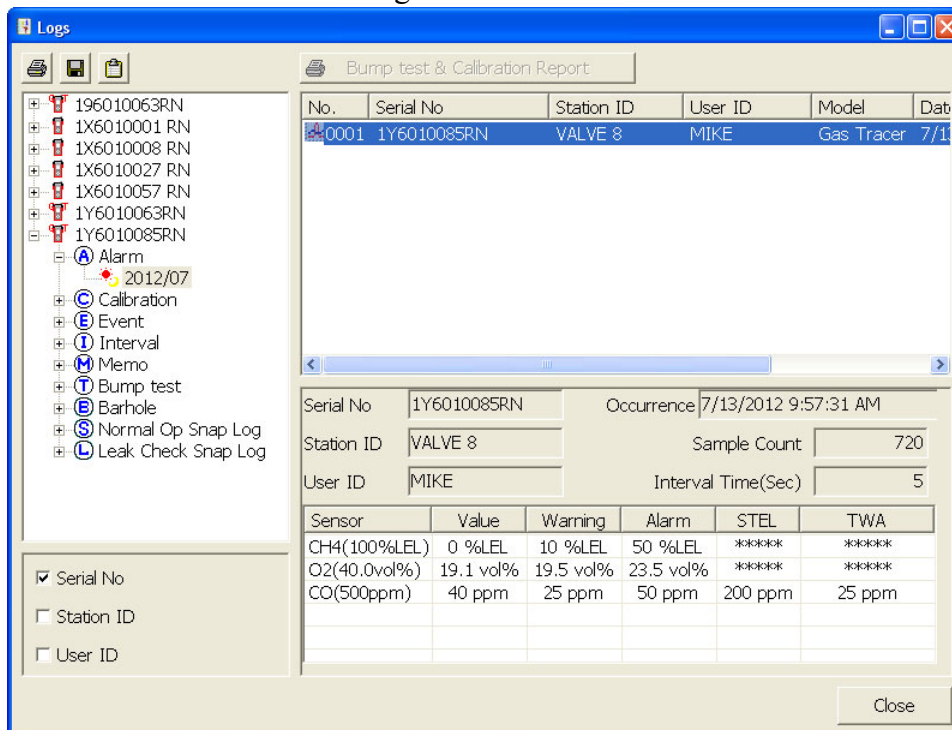 Logs
Bump test & Calibration Report
196010063RN
1X6010001 RN
1X6010008 RN
1X6010027 RN
1X6010057 RN
1Y6010063RN
1Y6010085RN
A Alarm
2012/07
C Calibration
E Event
I Interval
M Memo
T Bump test
B Barhole
S Normal Op Snap Log
L Leak Check Snap Log
Serial No
Station ID
User ID
No. Serial No Station ID User ID Model
0001 1Y6010085RN VALVE 8 MIKE Gas Tracer
Serial No 1Y6010085RN Occurrence 7/13/2012 9:57:31 AM
Station ID VALVE 8 Sample Count 720
User ID MIKE Interval Time(Sec) 5
Sensor Value Warning Alarm STEL TWA
CH4(100%LEL) 0 %LEL 10 %LEL 50 %LEL ***** *****
O2(40.0vol%) 19.1 vol% 19.5 vol% 23.5 vol% ***** *****
CO(500ppm) 40 ppm 25 ppm 50 ppm 200 ppm 25 ppm
Close